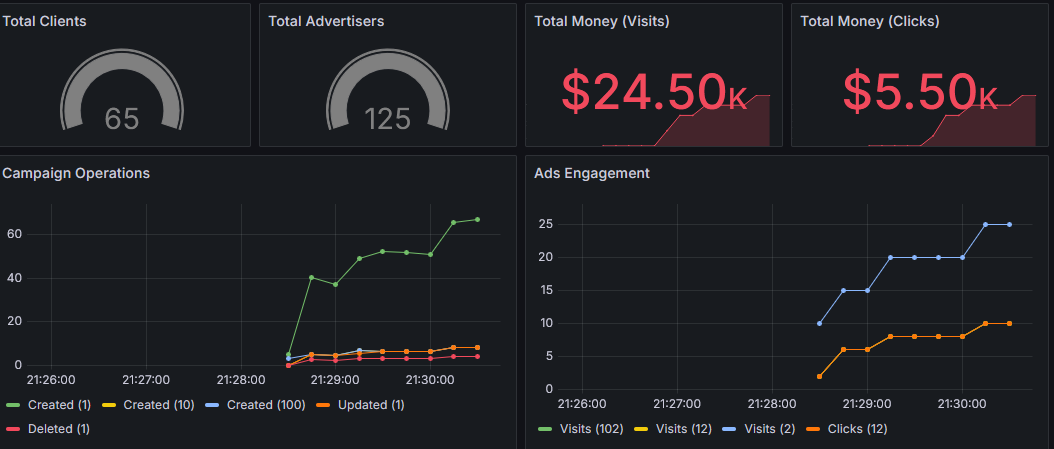 Total Clients
65
Total Advertisers
125
Total Money (Visits)
$24.50K
Total Money (Clicks)
$5.50K
Campaign Operations
60
40
20
0
21:26:00 21:27:00 21:28:00 21:29:00 21:30:00
Created (1) Created (10) Created (100) Updated (1)
Deleted (1)
Ads Engagement
25
20
15
10
5
0
21:26:00 21:27:00 21:28:00 21:29:00 21:30:00
Visits (102) Visits (12) Visits (2) Clicks (12)